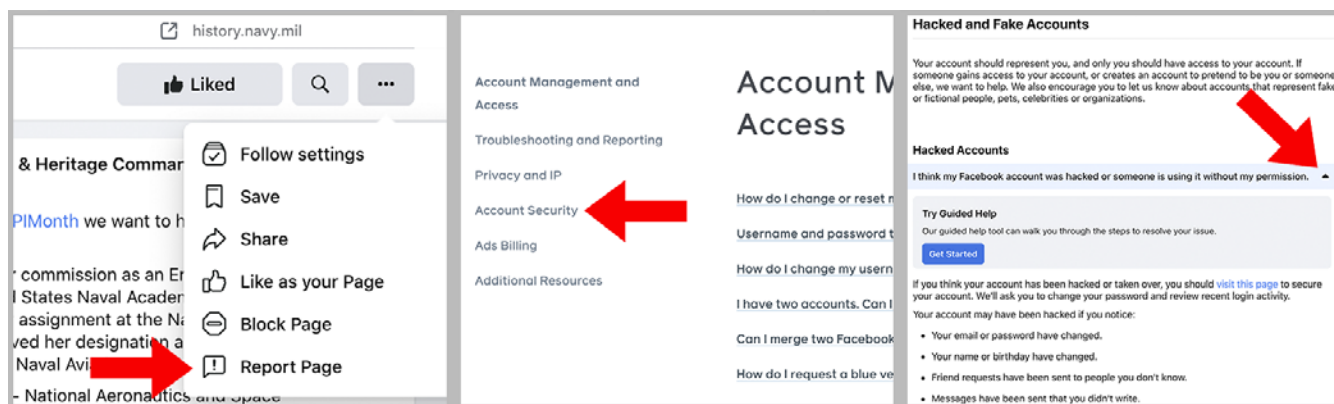 history.navy.mil
Liked
Follow settings
Save
Share
Like as your Page
Block Page
Report Page
& Heritage Commar
PIMonth we want to h
commission as an Er
States Naval Acader
assignment at the Na
ved her designation a
Naval Avi
- National Aeronautics and Space
Account Management and
Access
Troubleshooting and Reporting
Privacy and IP
Account Security
Ads Billing
Additional Resources
Account M
Access
How do I change or reset
Username and password t
How do I change my usern
I have two accounts. Can I
Can I merge two Facebook
How do I request a blue ve
Hacked and Fake Accounts
Your account should represent you, and only you should have access to your account. If
someone gains access to your account, or creates an account to pretend to be you or someone
else, we want to help. We also encourage you to let us know about accounts that represent fake
or fictional people, pets, celebrities or organizations.
Hacked Accounts
I think my Facebook account was hacked or someone is using it without my permission.
Try Guided Help
Our guided help tool can walk you through the steps to resolve your issue.
Get Started
If you think your account has been hacked or taken over, you should visit this page to secure
your account. We'll ask you to change your password and review recent login activity.
Your account may have been hacked if you notice:
• Your email or password have changed.
• Your name or birthday have changed.
• Friend requests have been sent to people you don't know.
• Messages have been sent that you didn't write.